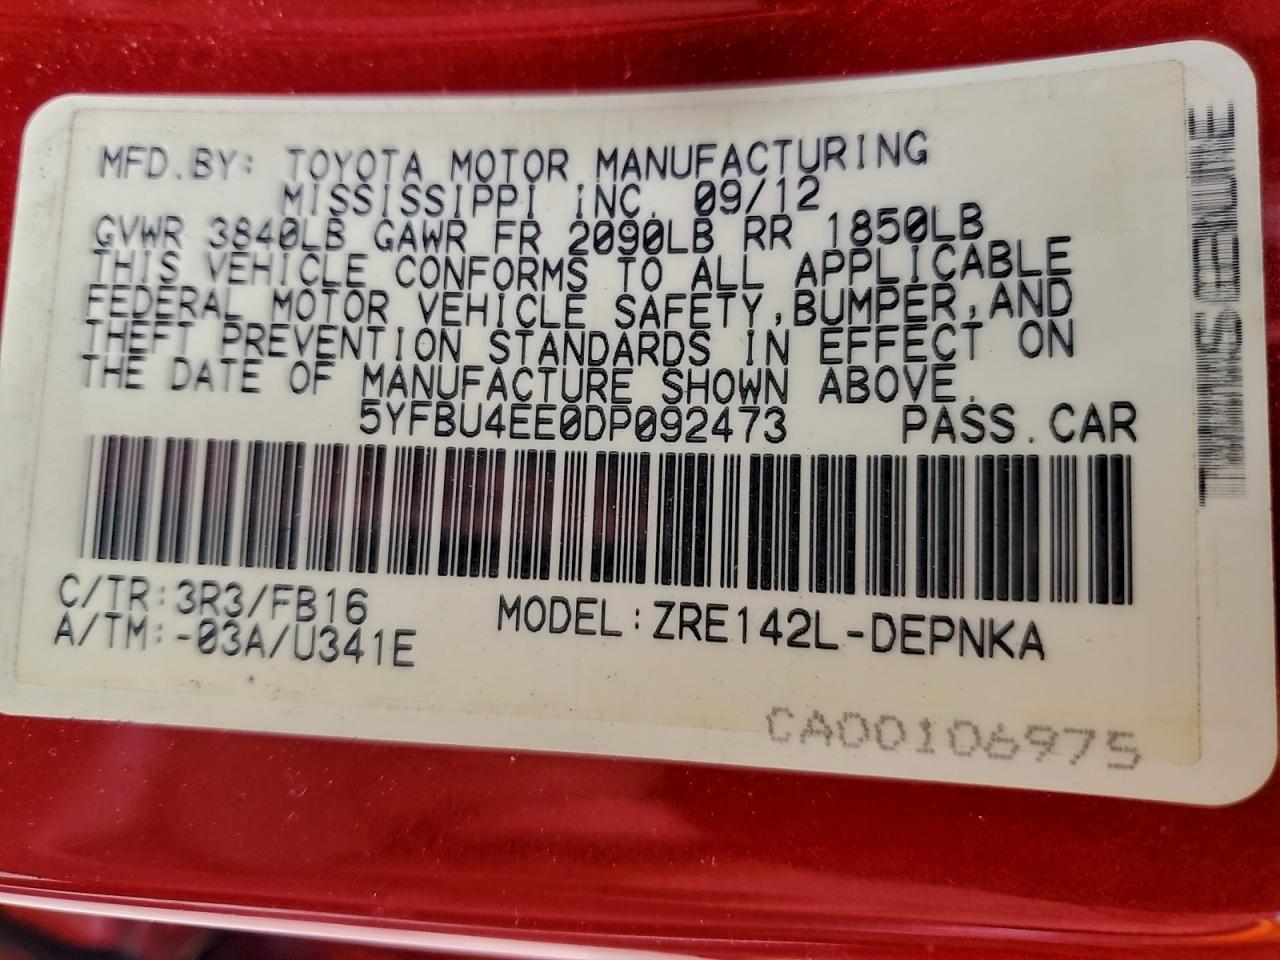 MFD.BY: TOYOTA MOTOR MANUFACTURING
MISSISSIPPI INC. 09/12
GVWR 3840LB GAWR FR 2090LB RR 1850LB
THIS VEHICLE CONFORMS TO ALL APPLICABLE
FEDERAL MOTOR VEHICLE SAFETY,BUMPER,AND
THEFT PREVENTION STANDARDS IN EFFECT ON
THE DATE OF MANUFACTURE SHOWN ABOVE.
5YFBU4EE0DP092473 PASS.CAR
C/TR:3R3/FB16
A/TM:-03A/U341E
MODEL:ZRE142L-DEPNKA
CA00106975